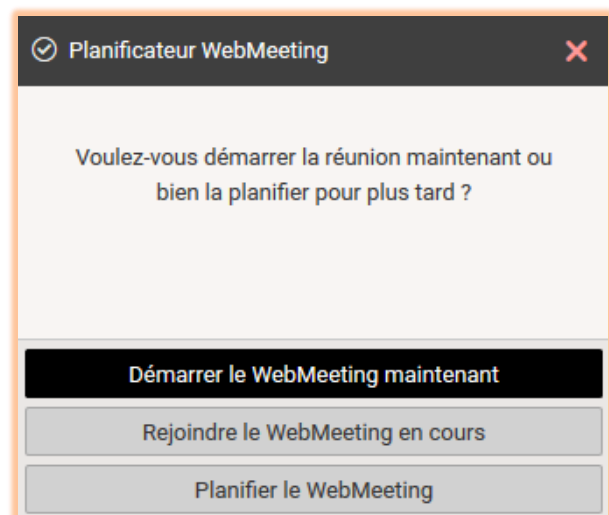 Planificateur WebMeeting
Voulez-vous démarrer la réunion maintenant ou
bien la planifier pour plus tard ?
Démarrer le WebMeeting maintenant
Rejoindre le WebMeeting en cours
Planifier le WebMeeting